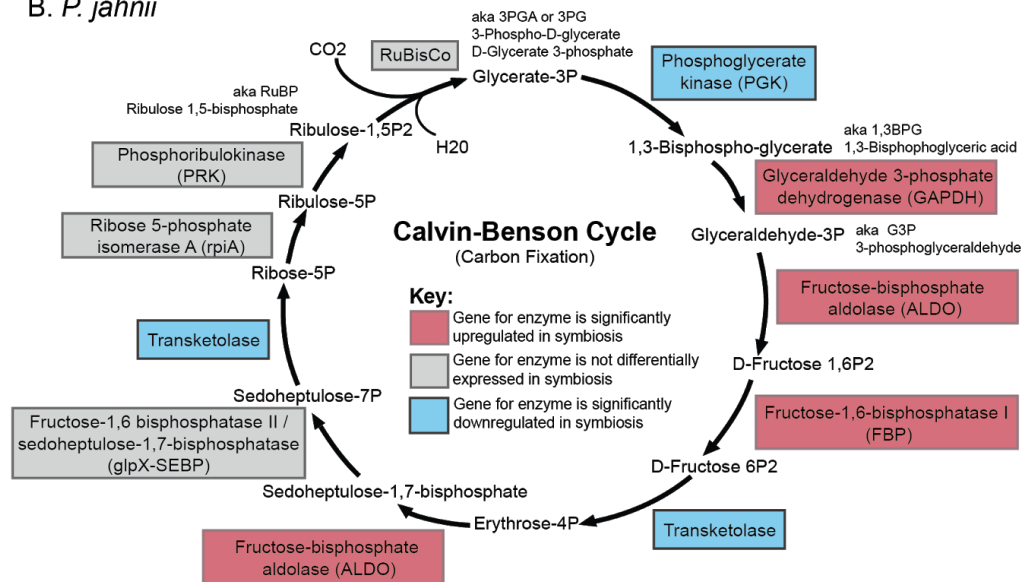 B. P. jahnii
aka 3PGA or 3PG
3-Phospho-D-glycerate
D-Glycerate 3-phosphate
Glycerate-3P
CO2
RuBisCo
Phosphoglycerate
kinase (PGK)
aka RuBP
Ribulose 1,5-bisphosphate
Ribulose-1,5P2
H20
1,3-Bisphospho-glycerate
aka 1,3BPG
1,3-Bisphophoglyceric acid
Phosphoribulokinase
(PRK)
Glyceraldehyde 3-phosphate
dehydrogenase (GAPDH)
Ribulose-5P
Ribose 5-phosphate
isomerase A (rpiA)
Calvin-Benson Cycle
(Carbon Fixation)
Glyceraldehyde-3P
aka G3P
3-phosphoglyceraldehyde
Ribose-5P
Fructose-bisphosphate
aldolase (ALDO)
Key:
Gene for enzyme is significantly
upregulated in symbiosis
Gene for enzyme is not differentially
expressed in symbiosis
Gene for enzyme is significantly
downregulated in symbiosis
Transketolase
D-Fructose 1,6P2
Sedoheptulose-7P
Fructose-1,6-bisphosphatase I
(FBP)
Fructose-1,6 bisphosphatase II /
sedoheptulose-1,7-bisphosphatase
(glpX-SEBP)
D-Fructose 6P2
Sedoheptulose-1,7-bisphosphate
Erythrose-4P
Transketolase
Fructose-bisphosphate
aldolase (ALDO)